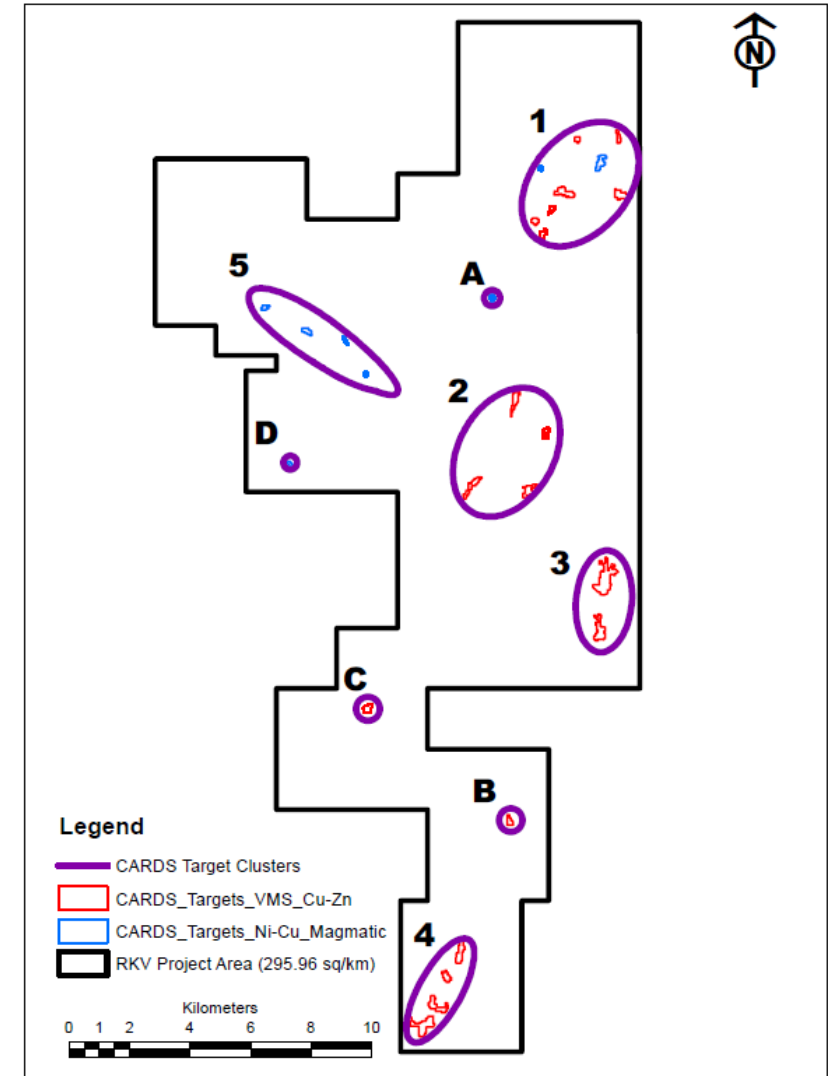 N
1
A
5
2
D
3
C
B
4
Legend
CARDS Target Clusters
CARDS_Targets_VMS_Cu-Zn
CARDS_Targets_Ni-Cu_Magmatic
RKV Project Area (295.96 sq/km)
Kilometers
0 1 2 4 6 8 10